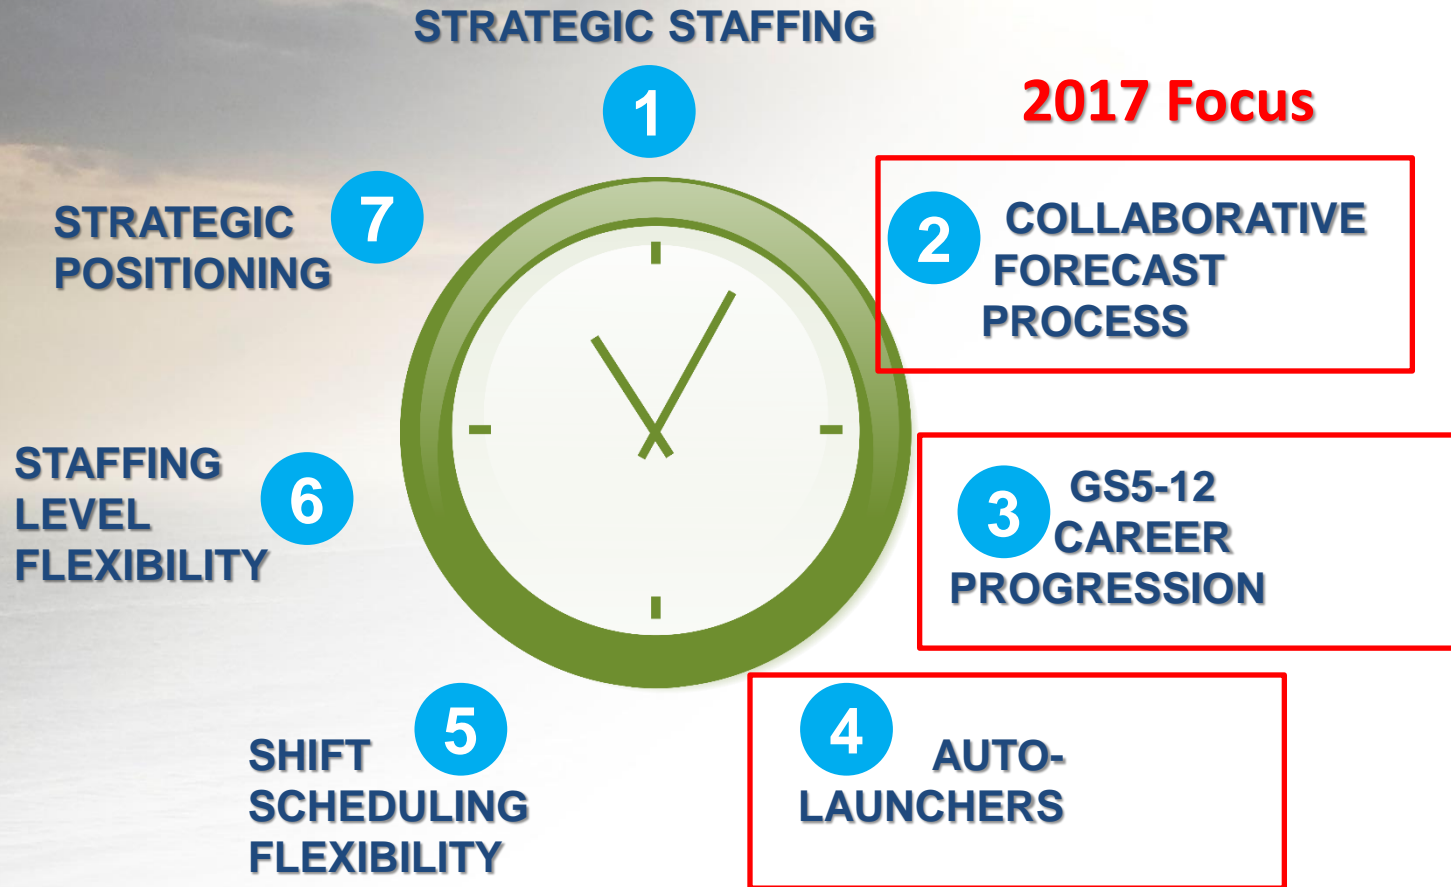 STRATEGIC STAFFING
1
2017 Focus
2
COLLABORATIVE
FORECAST
PROCESS
3
GS5-12
CAREER
PROGRESSION
4
AUTO-
LAUNCHERS
5
SHIFT
SCHEDULING
FLEXIBILITY
6
STAFFING
LEVEL
FLEXIBILITY
7
STRATEGIC
POSITIONING